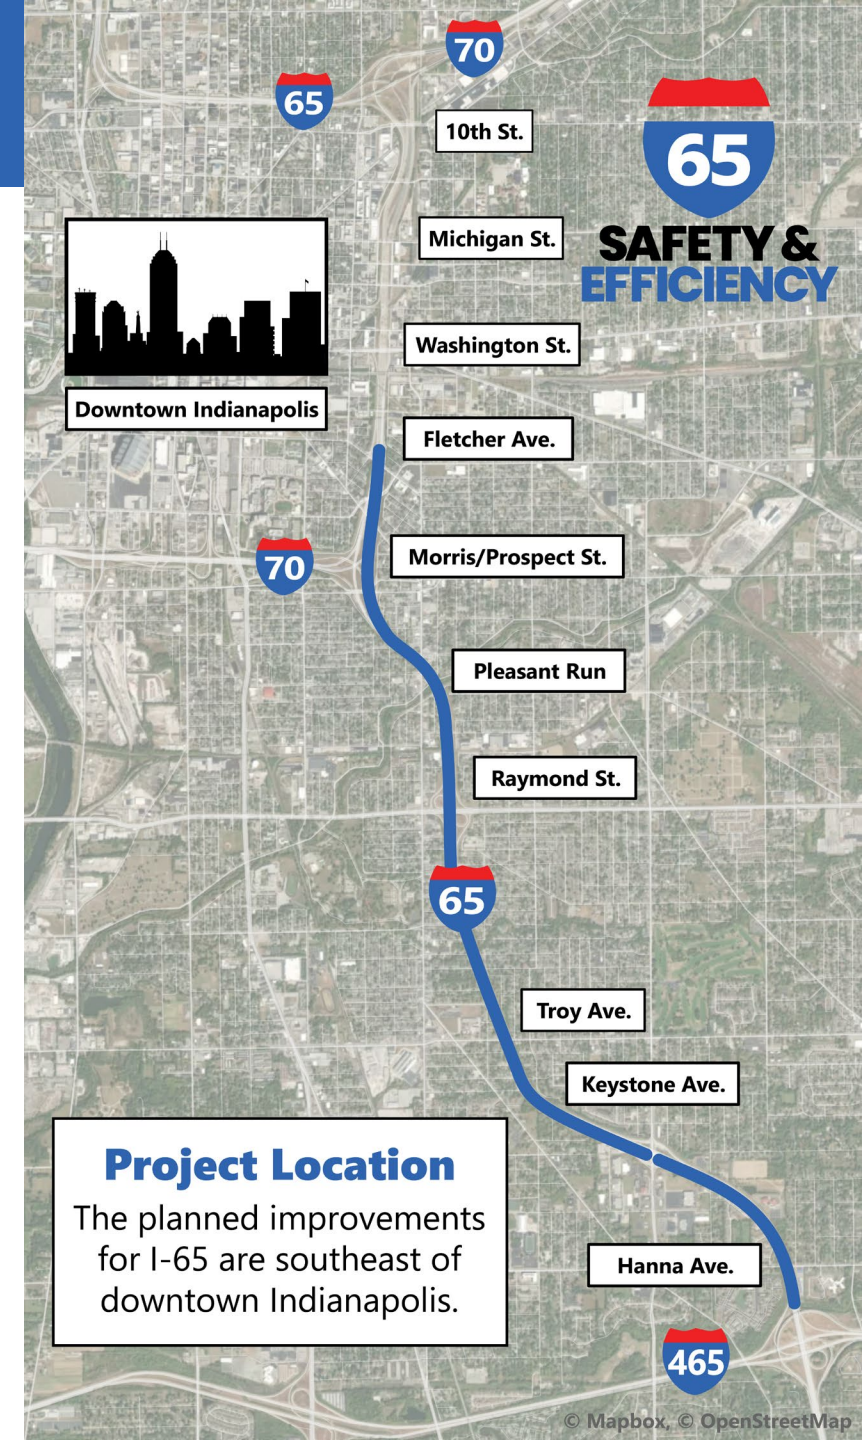 70
65
10th St.
65
SAFETY &
EFFICIENCY
Michigan St.
Washington St.
Downtown Indianapolis
Fletcher Ave.
Morris/Prospect St.
70
Pleasant Run
Raymond St.
65
Troy Ave.
Keystone Ave.
Project Location
The planned improvements
for I-65 are southeast of
downtown Indianapolis.
Hanna Ave.
465
© Mapbox, © OpenStreetMap